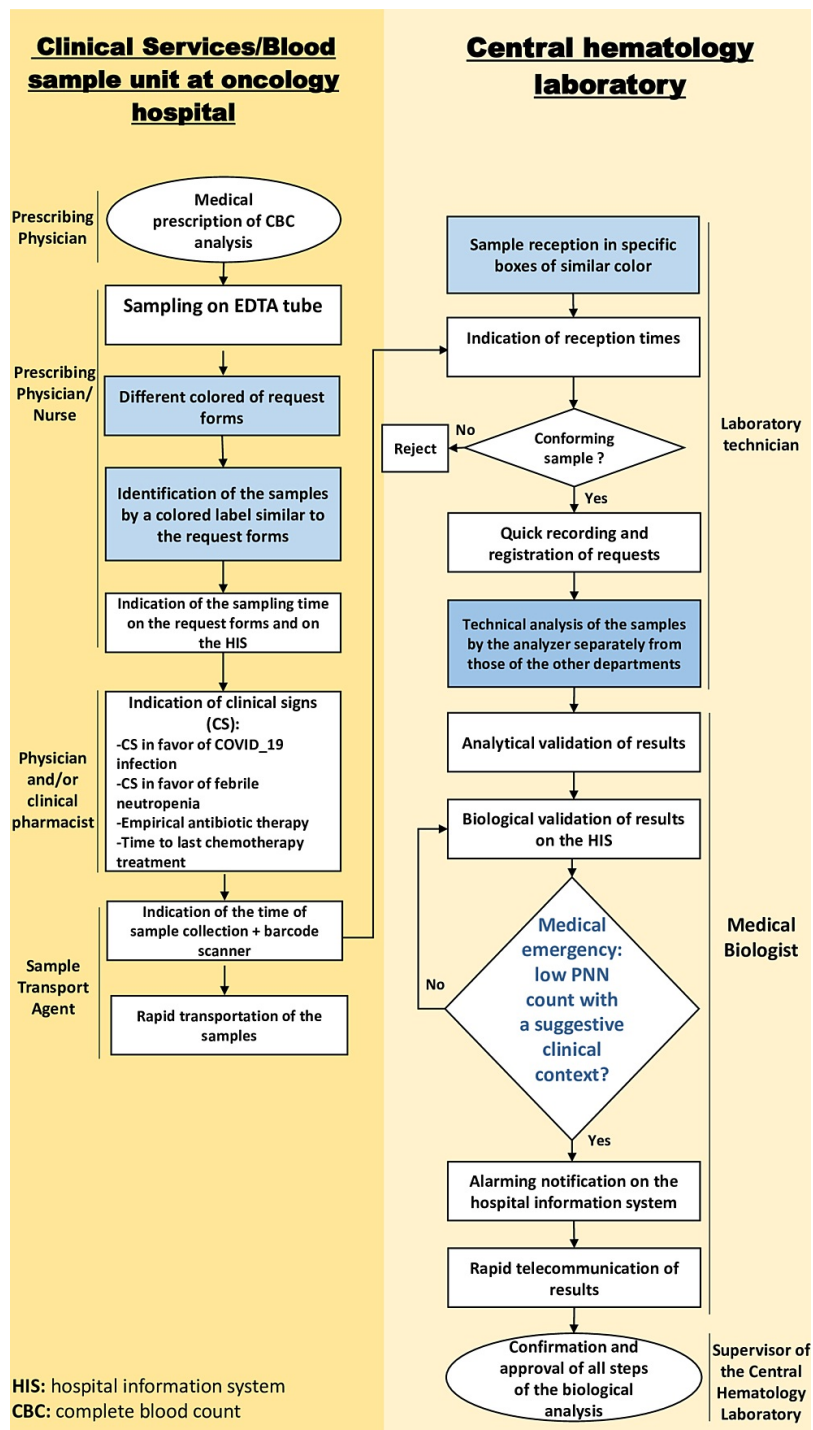 Clinical Services/Blood
sample unit at oncology
hospital
Prescribing
Physician
Medical
prescription of CBC
analysis
Prescribing
Physician/
Nurse
Sampling on EDTA tube
Different colored of request
forms
Identification of the samples
by a colored label similar to
the request forms
Indication of the sampling time
on the request forms and on
the HIS
Physician
and/or
clinical
pharmacist
Indication of clinical signs
(CS):
-CS in favor of COVID_19
infection
-CS in favor of febrile
neutropenia
-Empirical antibiotic therapy
-Time to last chemotherapy
treatment
Sample
Transport
Agent
Indication of the time of
sample collection + barcode
scanner
Rapid transportation of the
samples
HIS: hospital information system
CBC: complete blood count
Central hematology
laboratory
Sample reception in specific
boxes of similar color
Indication of reception times
Laboratory
technician
Conforming
sample ?
No
Reject
Yes
Quick recording and
registration of requests
Technical analysis of the samples
by the analyzer separately from
those of the other departments
Analytical validation of results
Biological validation of results
on the HIS
Medical
Biologist
Medical
emergency:
low PNN
count with
a suggestive
clinical
context?
No
Yes
Alarming notification on the
hospital information system
Rapid telecommunication of
results
Confirmation and
approval of all steps
of the biological
analysis
Supervisor of
the Central
Hematology
Laboratory